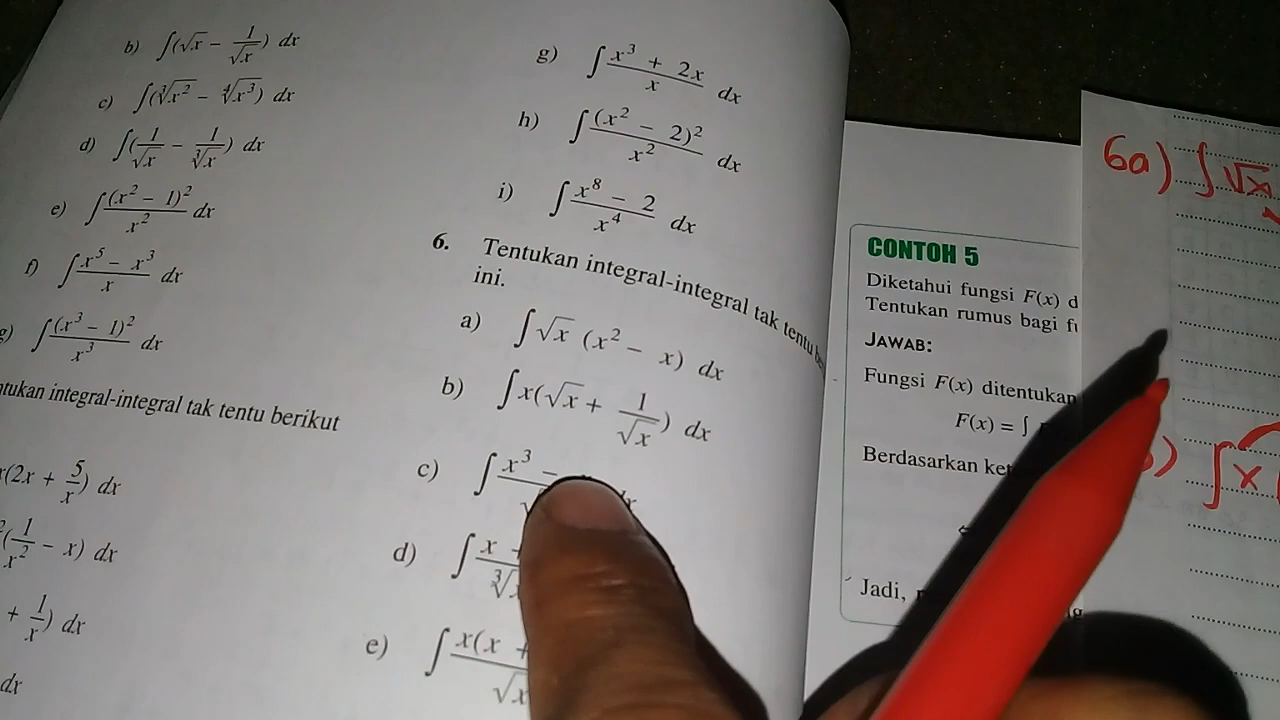 b) ∫(√x − 1/√x) dx
c) ∫(∛x² − ∜x³) dx
d) ∫(1/√x − 1/∛x) dx
e) ∫(x² − 1)²/x² dx
f) ∫x⁵ − x³/x dx
g) ∫(x³ − 1)²/x³ dx
tukan integral-integral tak tentu berikut
(2x + 5/x) dx
(1/x² − x) dx
+ 1/x) dx
dx
g) ∫x³ + 2x/x dx
h) ∫(x² − 2)²/x² dx
i) ∫x⁸ − 2/x⁴ dx
6. Tentukan integral-integral tak tentu
ini.
a) ∫√x (x² − x) dx
b) ∫x(√x + 1/√x) dx
c) ∫x³ −
d) ∫x
e) ∫x(x +
√x
CONTOH 5
Diketahui fungsi F(x) d
Tentukan rumus bagi
JAWAB:
Fungsi F(x) ditentukan
F(x) = ∫
Berdasarkan ket
Jadi,
6a) ∫√x
) ∫x